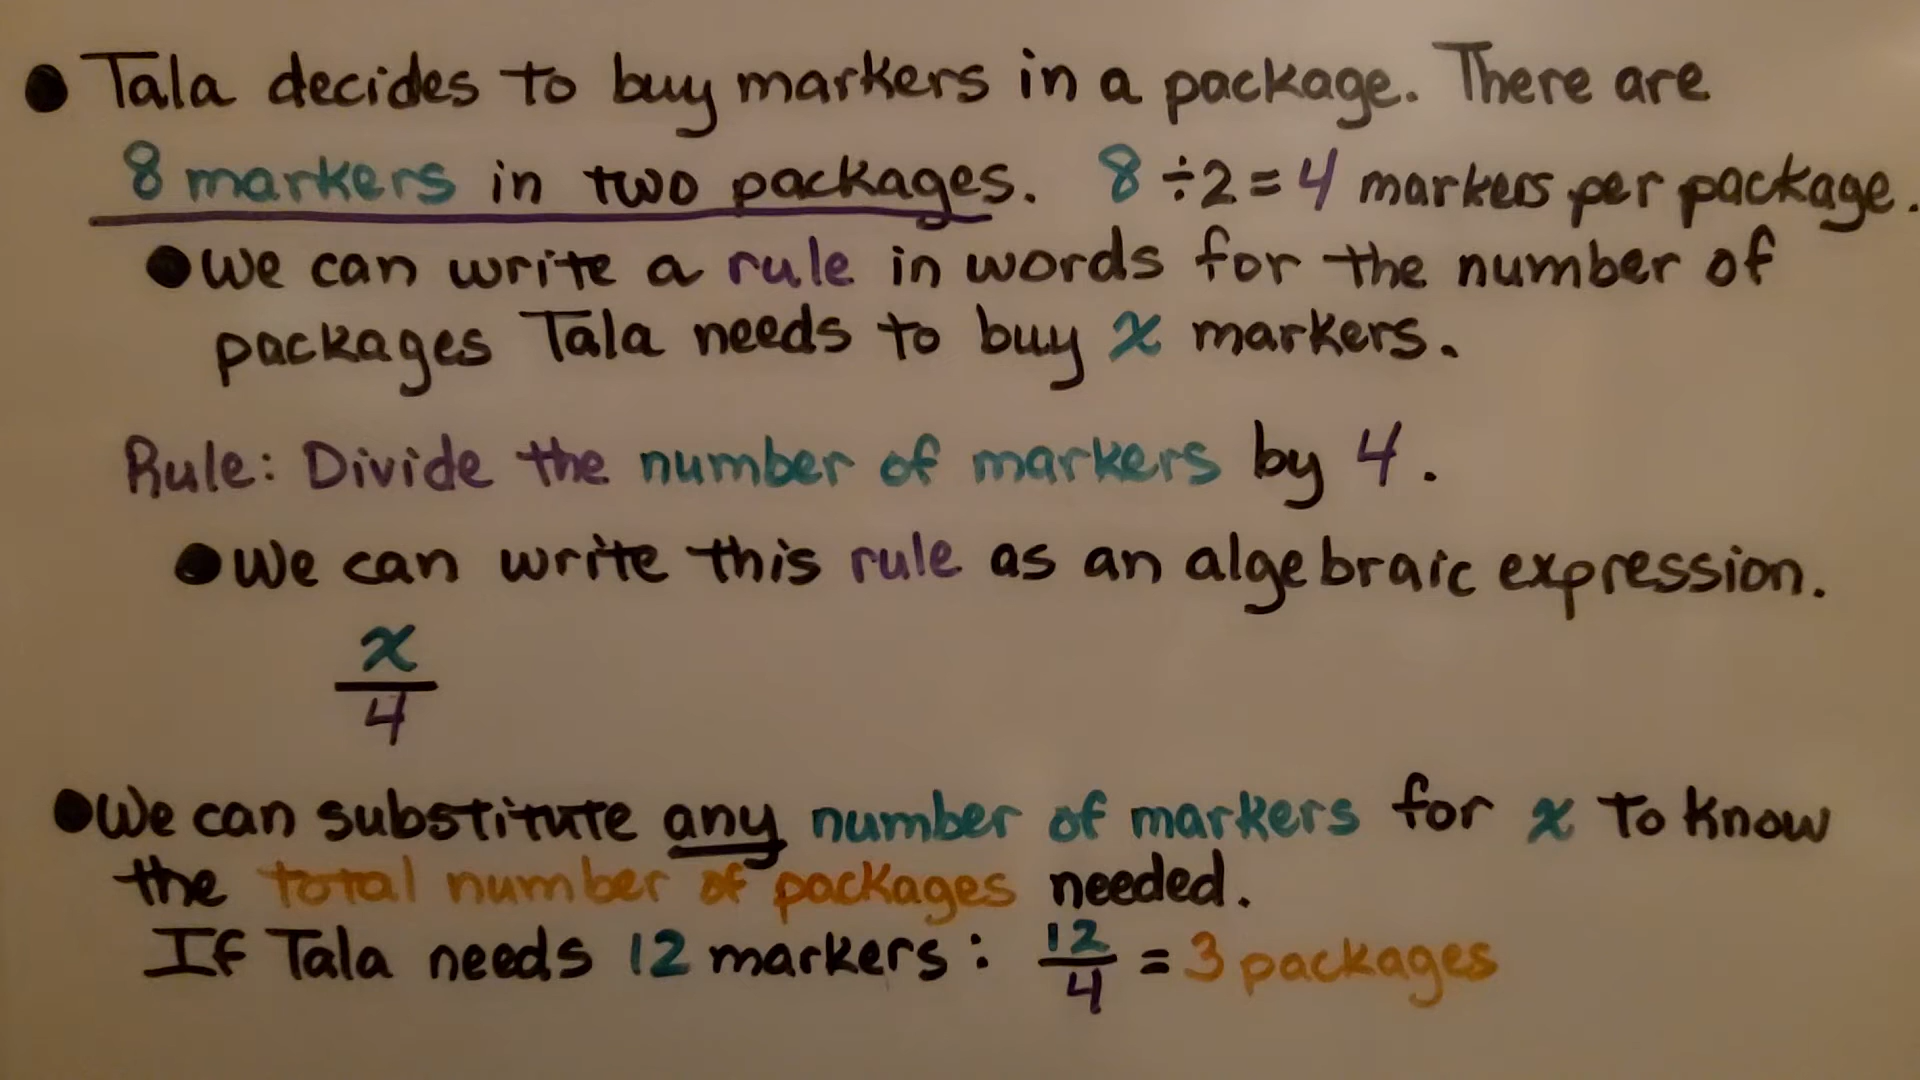 ● Tala decides to buy markers in a package. There are
8 markers in two packages. 8 ÷ 2 = 4 markers per package.
● We can write a rule in words for the number of
packages Tala needs to buy x markers.
Rule: Divide the number of markers by 4.
● We can write this rule as an algebraic expression.
x/4
● We can substitute any number of markers for x to know
the total number of packages needed.
If Tala needs 12 markers: 12/4 = 3 packages